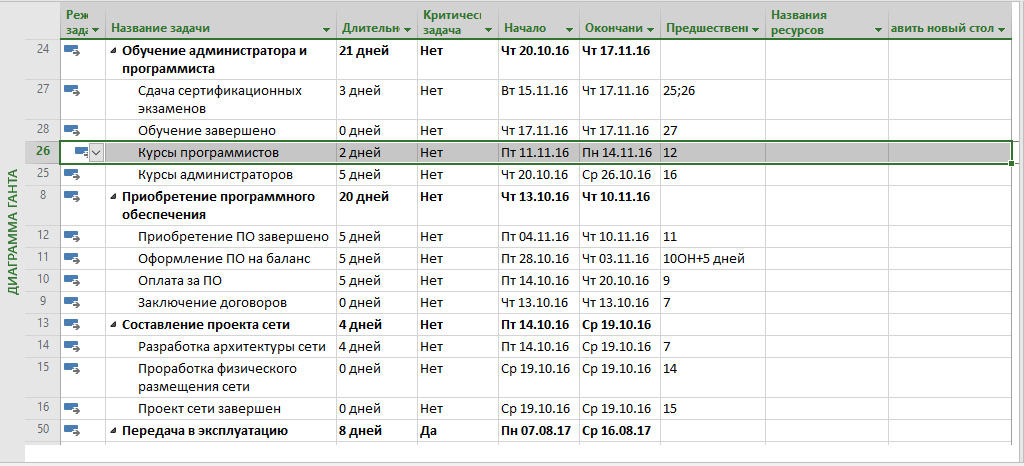 Реж
зада
Название задачи
Длительн
Критичес
задача
Начало
Окончани
Предшествени
Названия
ресурсов
авить новый стол
24 Обучение администратора и
программиста
21 дней Нет Чт 20.10.16 Чт 17.11.16
27 Сдача сертификационных
экзаменов
3 дней Нет Вт 15.11.16 Чт 17.11.16 25;26
28 Обучение завершено 0 дней Нет Чт 17.11.16 Чт 17.11.16 27
26 Курсы программистов 2 дней Нет Пт 11.11.16 Пн 14.11.16 12
25 Курсы администраторов 5 дней Нет Чт 20.10.16 Ср 26.10.16 16
8 Приобретение программного
обеспечения
20 дней Нет Чт 13.10.16 Чт 10.11.16
12 Приобретение ПО завершено 5 дней Нет Пт 04.11.16 Чт 10.11.16 11
11 Оформление ПО на баланс 5 дней Нет Пт 28.10.16 Чт 03.11.16 10ОН+5 дней
10 Оплата за ПО 5 дней Нет Пт 14.10.16 Чт 20.10.16 9
9 Заключение договоров 0 дней Нет Чт 13.10.16 Чт 13.10.16 7
13 Составление проекта сети 4 дней Нет Пт 14.10.16 Ср 19.10.16
14 Разработка архитектуры сети 4 дней Нет Пт 14.10.16 Ср 19.10.16 7
15 Проработка физического
размещения сети
0 дней Нет Ср 19.10.16 Ср 19.10.16 14
16 Проект сети завершен 0 дней Нет Ср 19.10.16 Ср 19.10.16 15
50 Передача в эксплуатацию 8 дней Да Пн 07.08.17 Ср 16.08.17
ДИАГРАММА ГАНТА